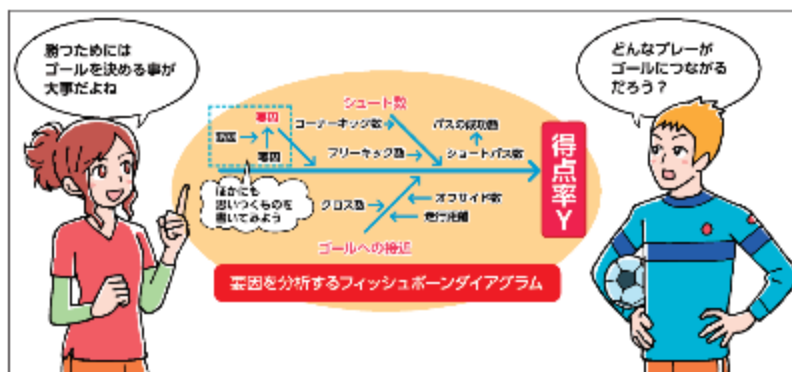 勝つためには
ゴールを決める事が
大事だよね
どんなプレーが
ゴールにつながる
だろう？
シュート数
要因
コーナーキック数
パスの成功数
要因
要因
フリーキック数
ショートパス数
得点率Y
ほかにも
思いつくものを
書いてみよう
クロス数
オフサイド数
走行距離
ゴールへの接近
要因を分析するフィッシュボーンダイアグラム